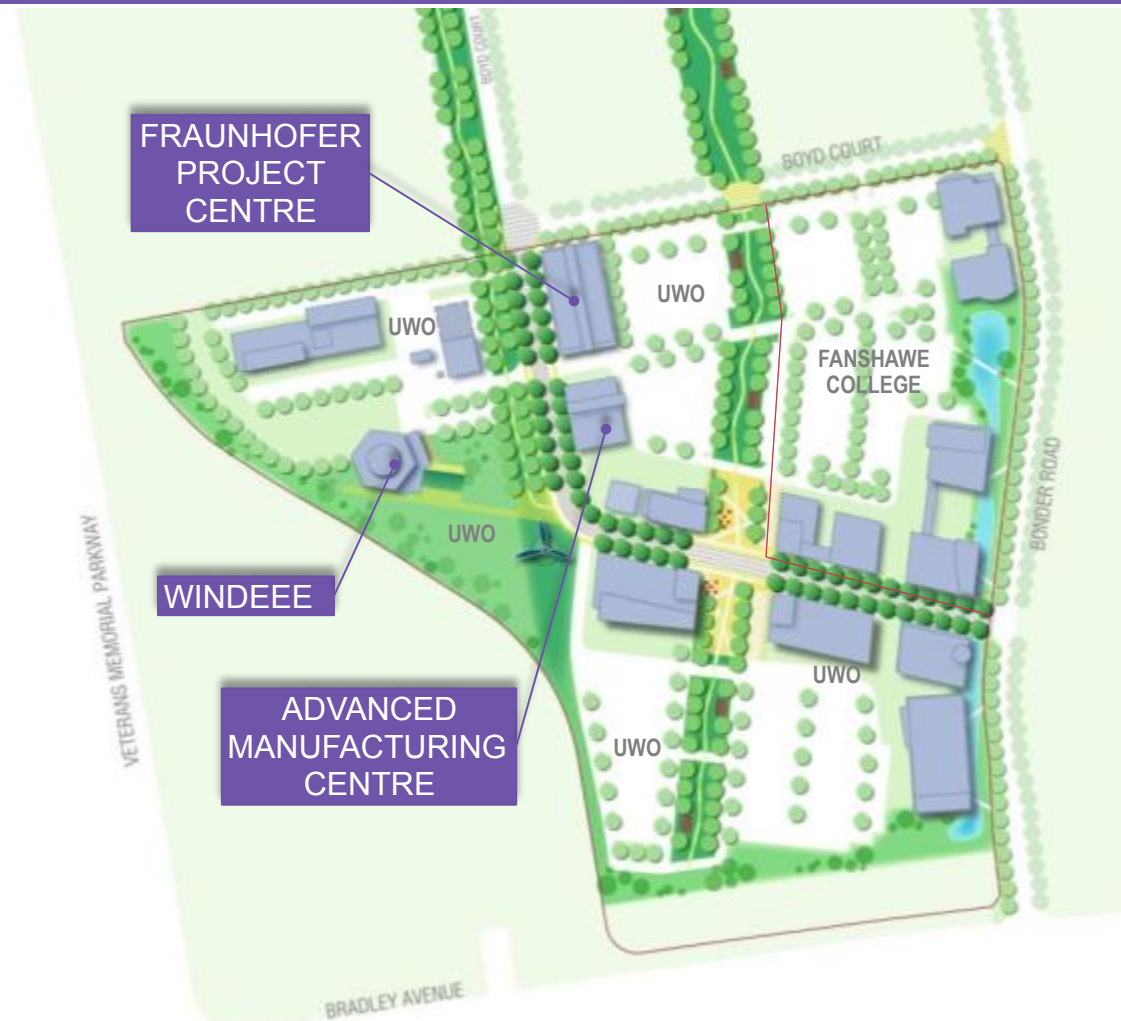 BOYD COURT
FRAUNHOFER
PROJECT
CENTRE
BOYD COURT
UWO
UWO
FANSHAWE
COLLEGE
BONDER ROAD
UWO
VETERANS MEMORIAL PARKWAY
WINDEEE
UWO
ADVANCED
MANUFACTURING
CENTRE
UWO
BRADLEY AVENUE